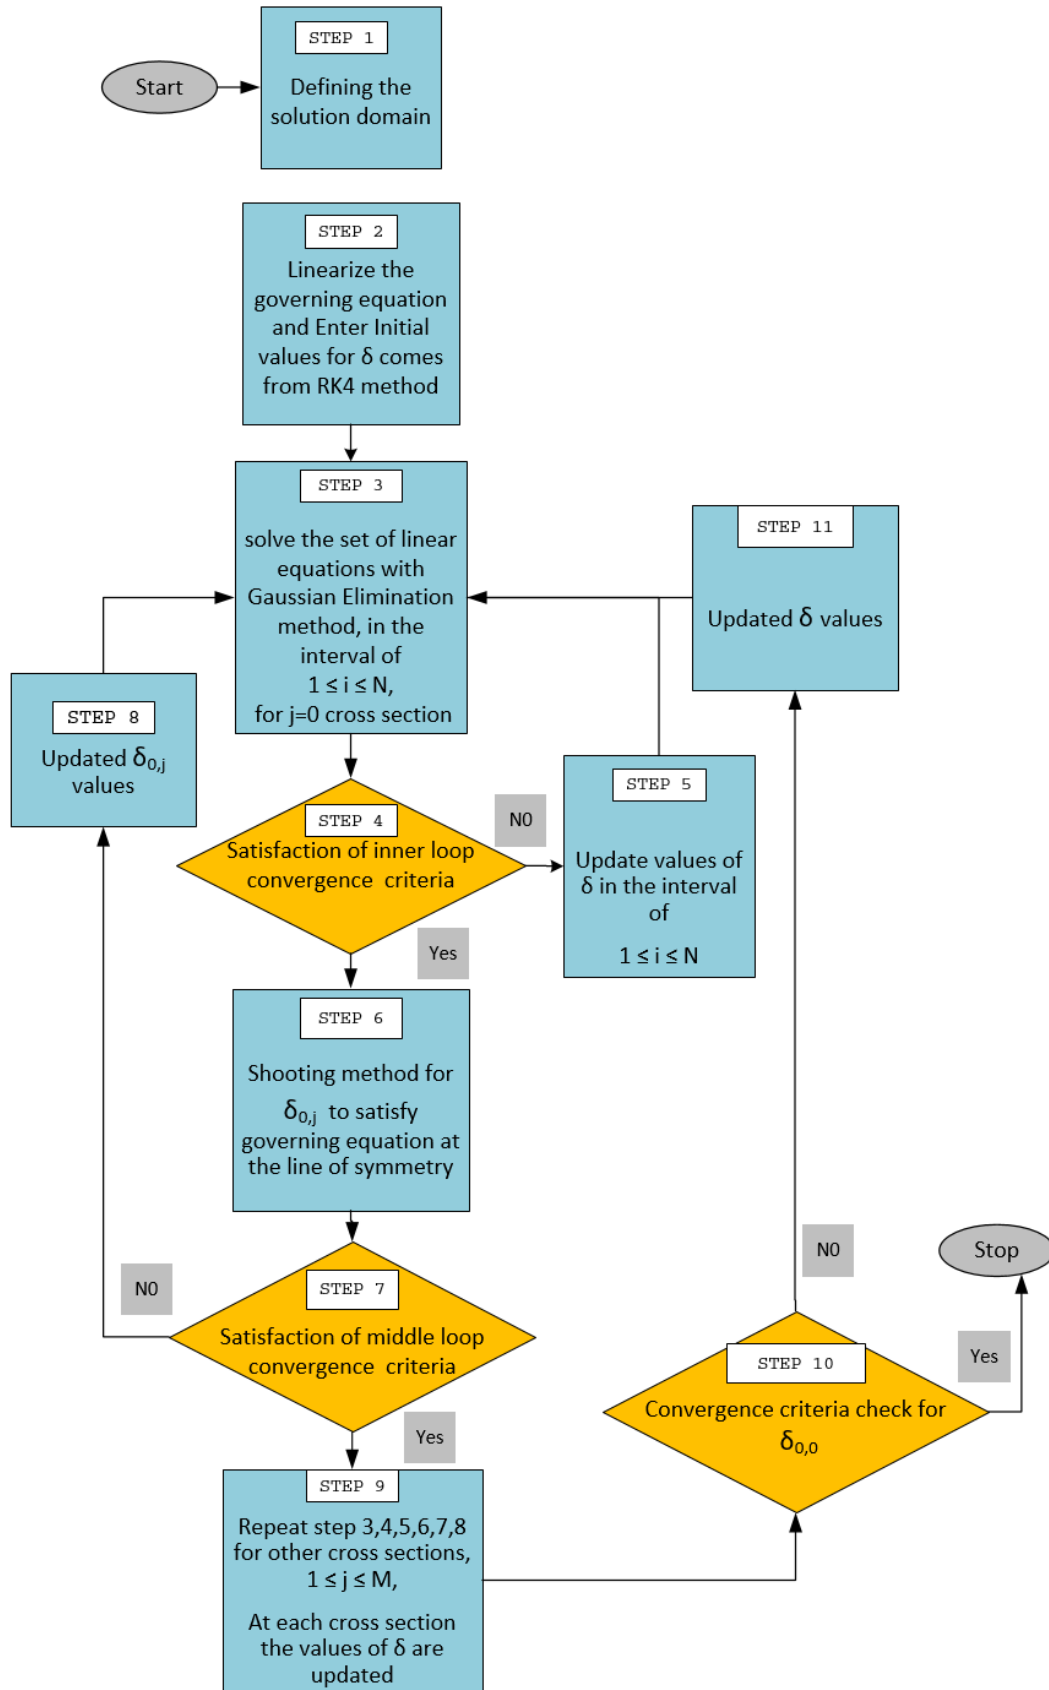 Start
STEP 1
Defining the
solution domain
STEP 2
Linearize the
governing equation
and Enter Initial
values for δ comes
from RK4 method
STEP 3
solve the set of linear
equations with
Gaussian Elimination
method, in the
interval of
1 ≤ i ≤ N,
for j=0 cross section
STEP 11
Updated δ values
STEP 8
Updated δ0,j
values
STEP 4
Satisfaction of inner loop
convergence criteria
N0
STEP 5
Update values of
δ in the interval
of
1 ≤ i ≤ N
Yes
STEP 6
Shooting method for
δ0,j to satisfy
governing equation at
the line of symmetry
N0
STEP 7
Satisfaction of middle loop
convergence criteria
Yes
N0
Stop
STEP 10
Convergence criteria check for
δ0,0
Yes
STEP 9
Repeat step 3,4,5,6,7,8
for other cross sections,
1 ≤ j ≤ M,
At each cross section
the values of δ are
updated